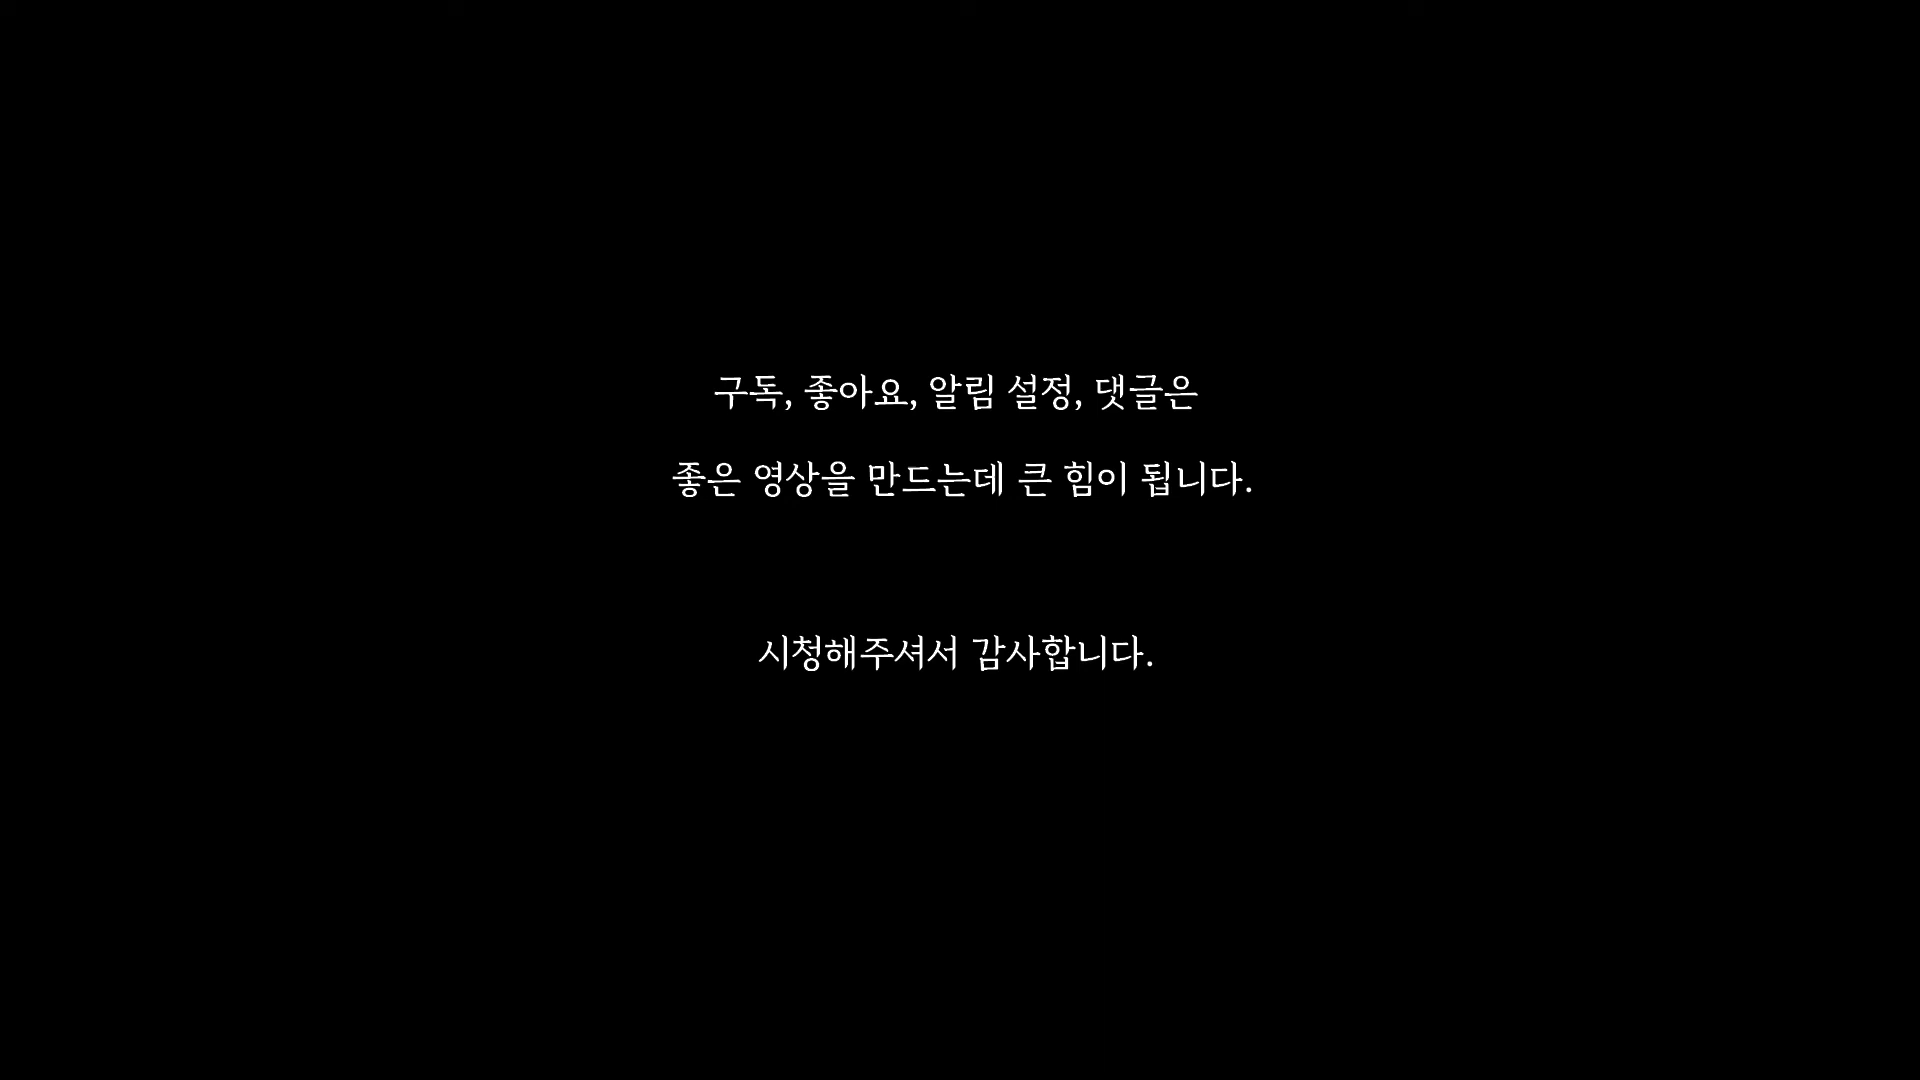 구독, 좋아요, 알림 설정, 댓글은
좋은 영상을 만드는데 큰 힘이 됩니다.
시청해주셔서 감사합니다.